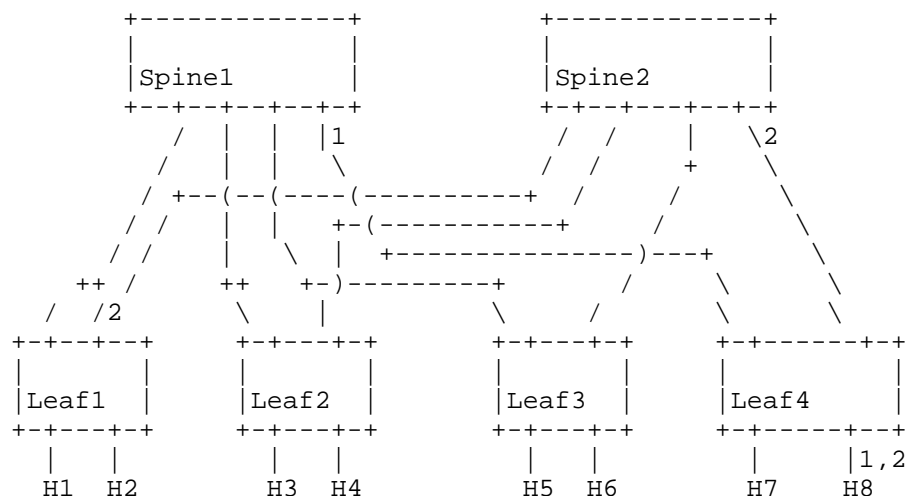 Spine1 Spine2
1 2
2
Leaf1 Leaf2 Leaf3 Leaf4
1,2
H1 H2 H3 H4 H5 H6 H7 H8